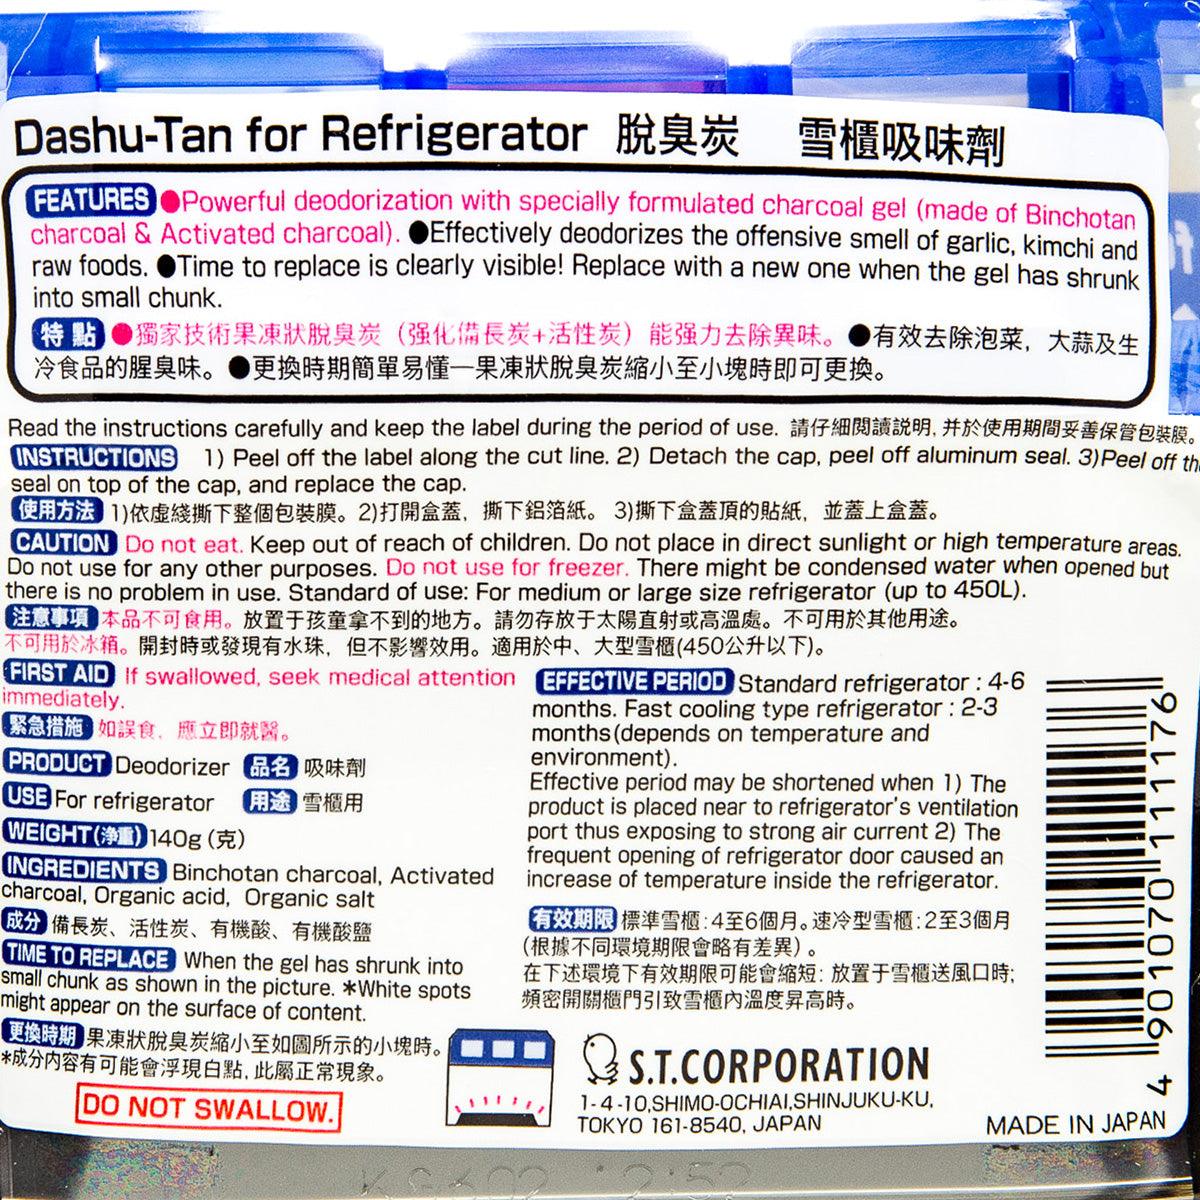 Dashu-Tan for Refrigerator 脫臭炭 雪櫃吸味劑
FEATURES ●Powerful deodorization with specially formulated charcoal gel (made of Binchotan
charcoal & Activated charcoal). ●Effectively deodorizes the offensive smell of garlic, kimchi and
raw foods. ●Time to replace is clearly visible! Replace with a new one when the gel has shrunk
into small chunk.
特點 ●獨家技術果凍狀脫臭炭（强化備長炭+活性炭）能强力去除異味。●有效去除泡菜，大蒜及生
冷食品的腥臭味。●更換時期簡單易懂—果凍狀脫臭炭縮小至小塊時即可更換。
Read the instructions carefully and keep the label during the period of use. 請仔細閱讀説明, 并於使用期間妥善保管包裝膜。
INSTRUCTIONS 1) Peel off the label along the cut line. 2) Detach the cap, peel off aluminum seal. 3)Peel off th
seal on top of the cap, and replace the cap.
使用方法 1)依虛綫撕下整個包裝膜。2)打開盒蓋，撕下鋁箔紙。 3)撕下盒蓋頂的貼紙，並蓋上盒蓋。
CAUTION Do not eat. Keep out of reach of children. Do not place in direct sunlight or high temperature areas.
Do not use for any other purposes. Do not use for freezer. There might be condensed water when opened but
there is no problem in use. Standard of use: For medium or large size refrigerator (up to 450L).
注意事項 本品不可食用。放置于孩童拿不到的地方。請勿存放于太陽直射或高溫處。不可用於其他用途。
不可用於冰箱。開封時或發現有水珠，但不影響效用。適用於中、大型雪櫃(450公升以下)。
FIRST AID If swallowed, seek medical attention
immediately.
緊急措施 如誤食，應立即就醫。
PRODUCT Deodorizer 品名 吸味劑
USE For refrigerator 用途 雪櫃用
WEIGHT(淨重) 140g (克)
INGREDIENTS Binchotan charcoal, Activated
charcoal, Organic acid, Organic salt
成分 備長炭、活性炭、有機酸、有機酸鹽
TIME TO REPLACE When the gel has shrunk into
small chunk as shown in the picture. *White spots
might appear on the surface of content.
更換時期 果凍狀脫臭炭縮小至如圖所示的小塊時。
*成分内容有可能會浮現白點, 此屬正常現象。
DO NOT SWALLOW.
EFFECTIVE PERIOD Standard refrigerator : 4-6
months. Fast cooling type refrigerator : 2-3
months(depends on temperature and
environment).
Effective period may be shortened when 1) The
product is placed near to refrigerator's ventilation
port thus exposing to strong air current 2) The
frequent opening of refrigerator door caused an
increase of temperature inside the refrigerator.
有效期限 標準雪櫃：4至6個月。速冷型雪櫃：2至3個月
(根據不同環境期限會略有差異) 。
在下述環境下有效期限可能會縮短: 放置于雪櫃送風口時;
頻密開關櫃門引致雪櫃內溫度昇高時。
S.T.CORPORATION
1-4-10,SHIMO-OCHIAI,SHINJUKU-KU,
TOKYO 161-8540, JAPAN
MADE IN JAPAN
4 901070 111176